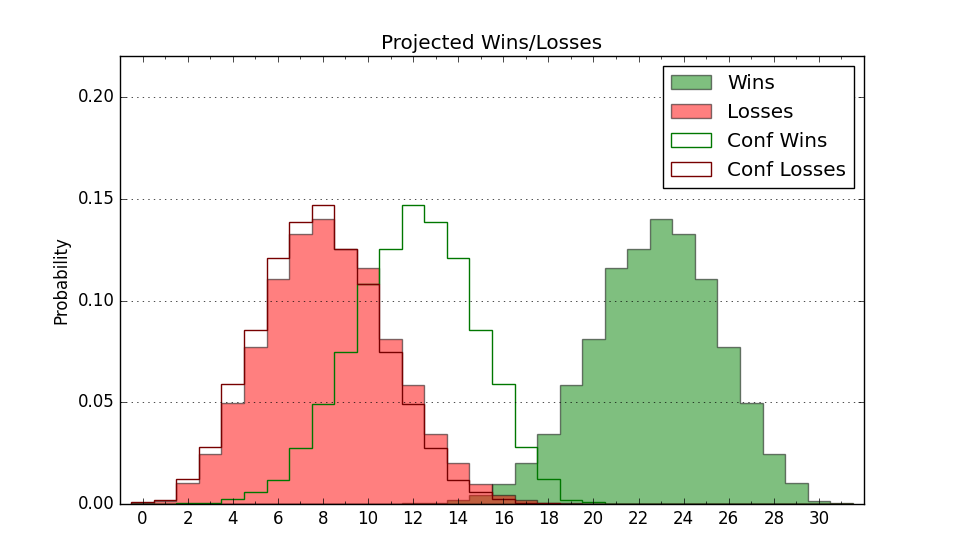 Projected Wins/Losses
Wins
Losses
Conf Wins
Conf Losses
Probability
0.20
0.15
0.10
0.05
0.00
0 2 4 6 8 10 12 14 16 18 20 22 24 26 28 30